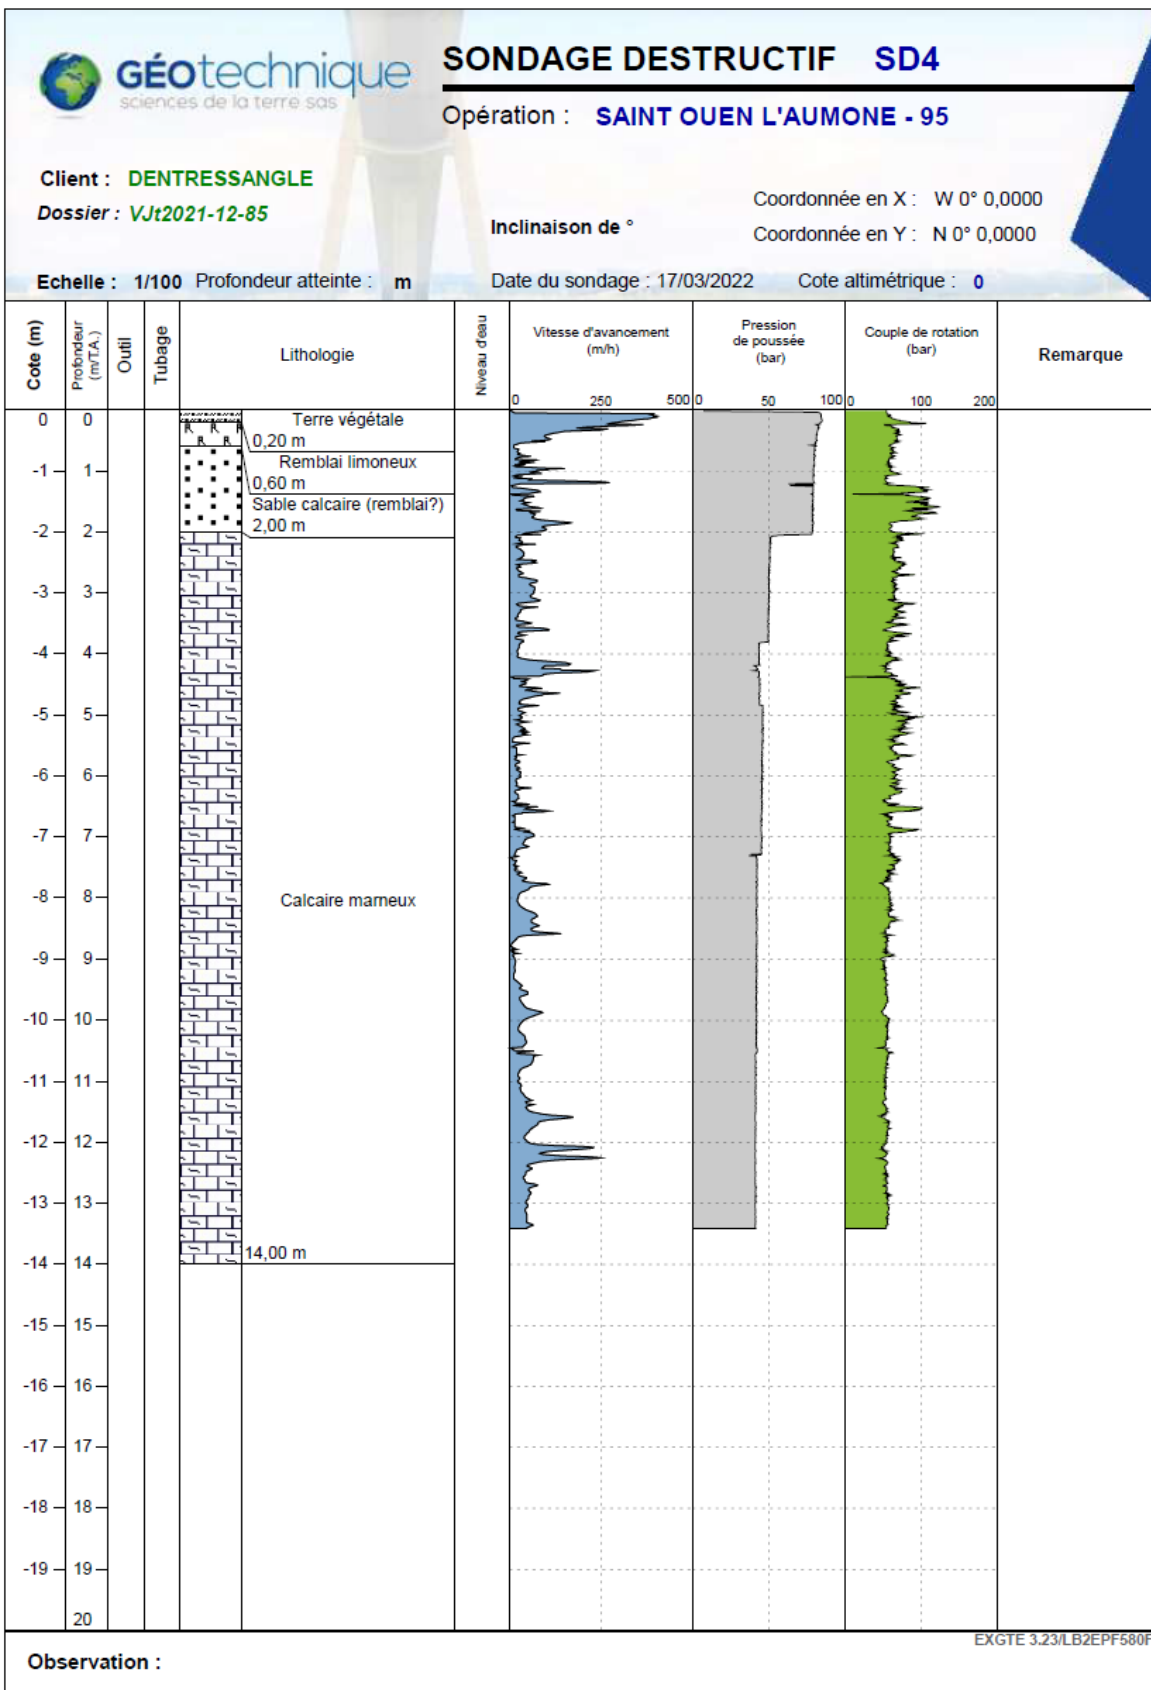 GÉOtechnique
sciences de la terre sas
SONDAGE DESTRUCTIF SD4
Opération : SAINT OUEN L'AUMONE - 95
Client : DENTRESSANGLE
Dossier : VJt2021-12-85
Inclinaison de °
Coordonnée en X : W 0° 0,0000
Coordonnée en Y : N 0° 0,0000
Echelle : 1/100 Profondeur atteinte : m Date du sondage : 17/03/2022 Cote altimétrique : 0
Cote (m)
Profondeur (m/T.A.)
Outil
Tubage
Lithologie
Niveau d'eau
Vitesse d'avancement
(m/h)
Pression
de poussée
(bar)
Couple de rotation
(bar)
Remarque
0 250 500 0 50 100 0 100 200
0 0
Terre végétale
0,20 m
Remblai limoneux
-1 1
0,60 m
Sable calcaire (remblai?)
2,00 m
-2 2
-3 3
-4 4
-5 5
-6 6
-7 7
-8 8
Calcaire marneux
-9 9
-10 10
-11 11
-12 12
-13 13
14,00 m
-14 14
-15 15
-16 16
-17 17
-18 18
-19 19
20
EXGTE 3.23/LB2EPF580F
Observation :